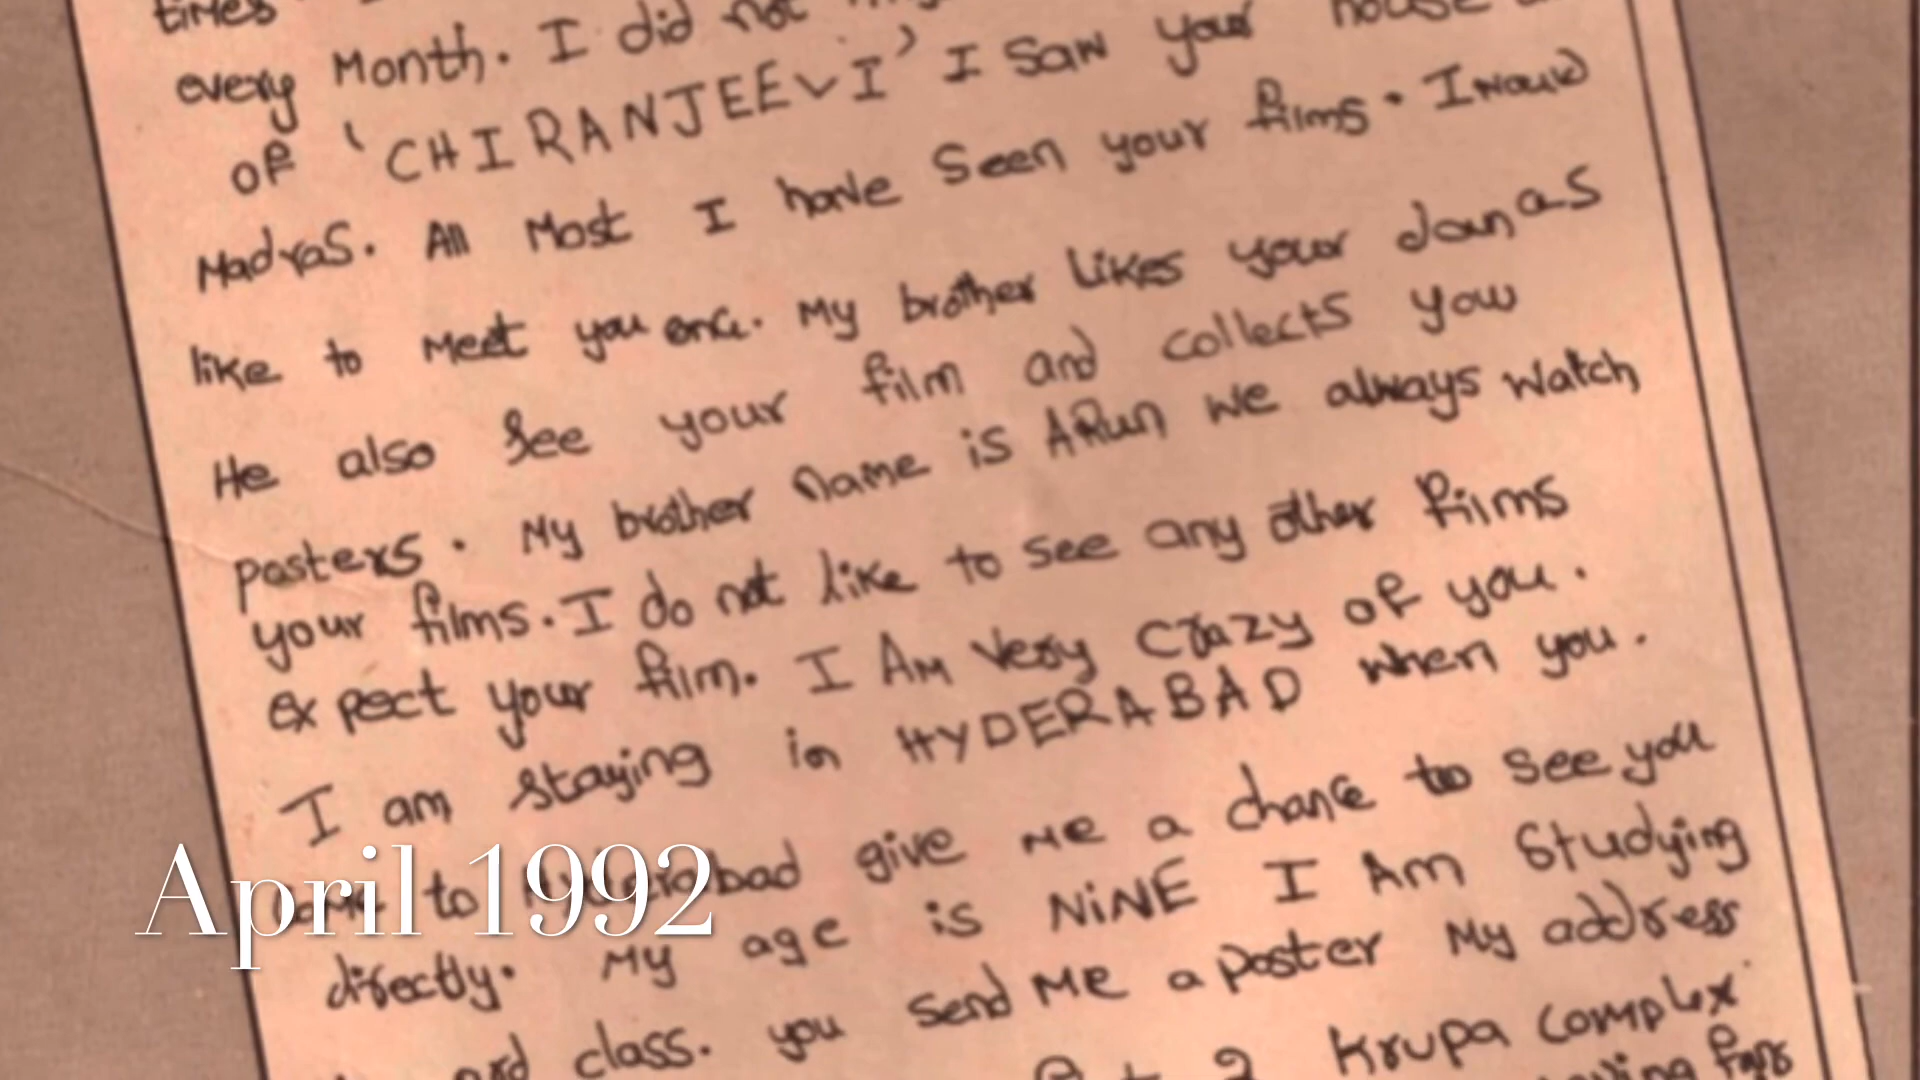 times
every Month. I did not
of 'CHIRANJEEVI' I saw your house
Madras. All Most I have seen your films. I
like to Meet you once. My brother likes your
He also See your film and collects you
posters. My brother name is ARun we always watch
your films. I do not like to see any other films
expect your film. I Am Very Crazy of you.
I am staying in HYDERABAD when you.
to give Me a chance to see you
directly. My age is NiNE I Am Studying
rd class. you send Me a poster My address
2 Krupa complex
April 1992